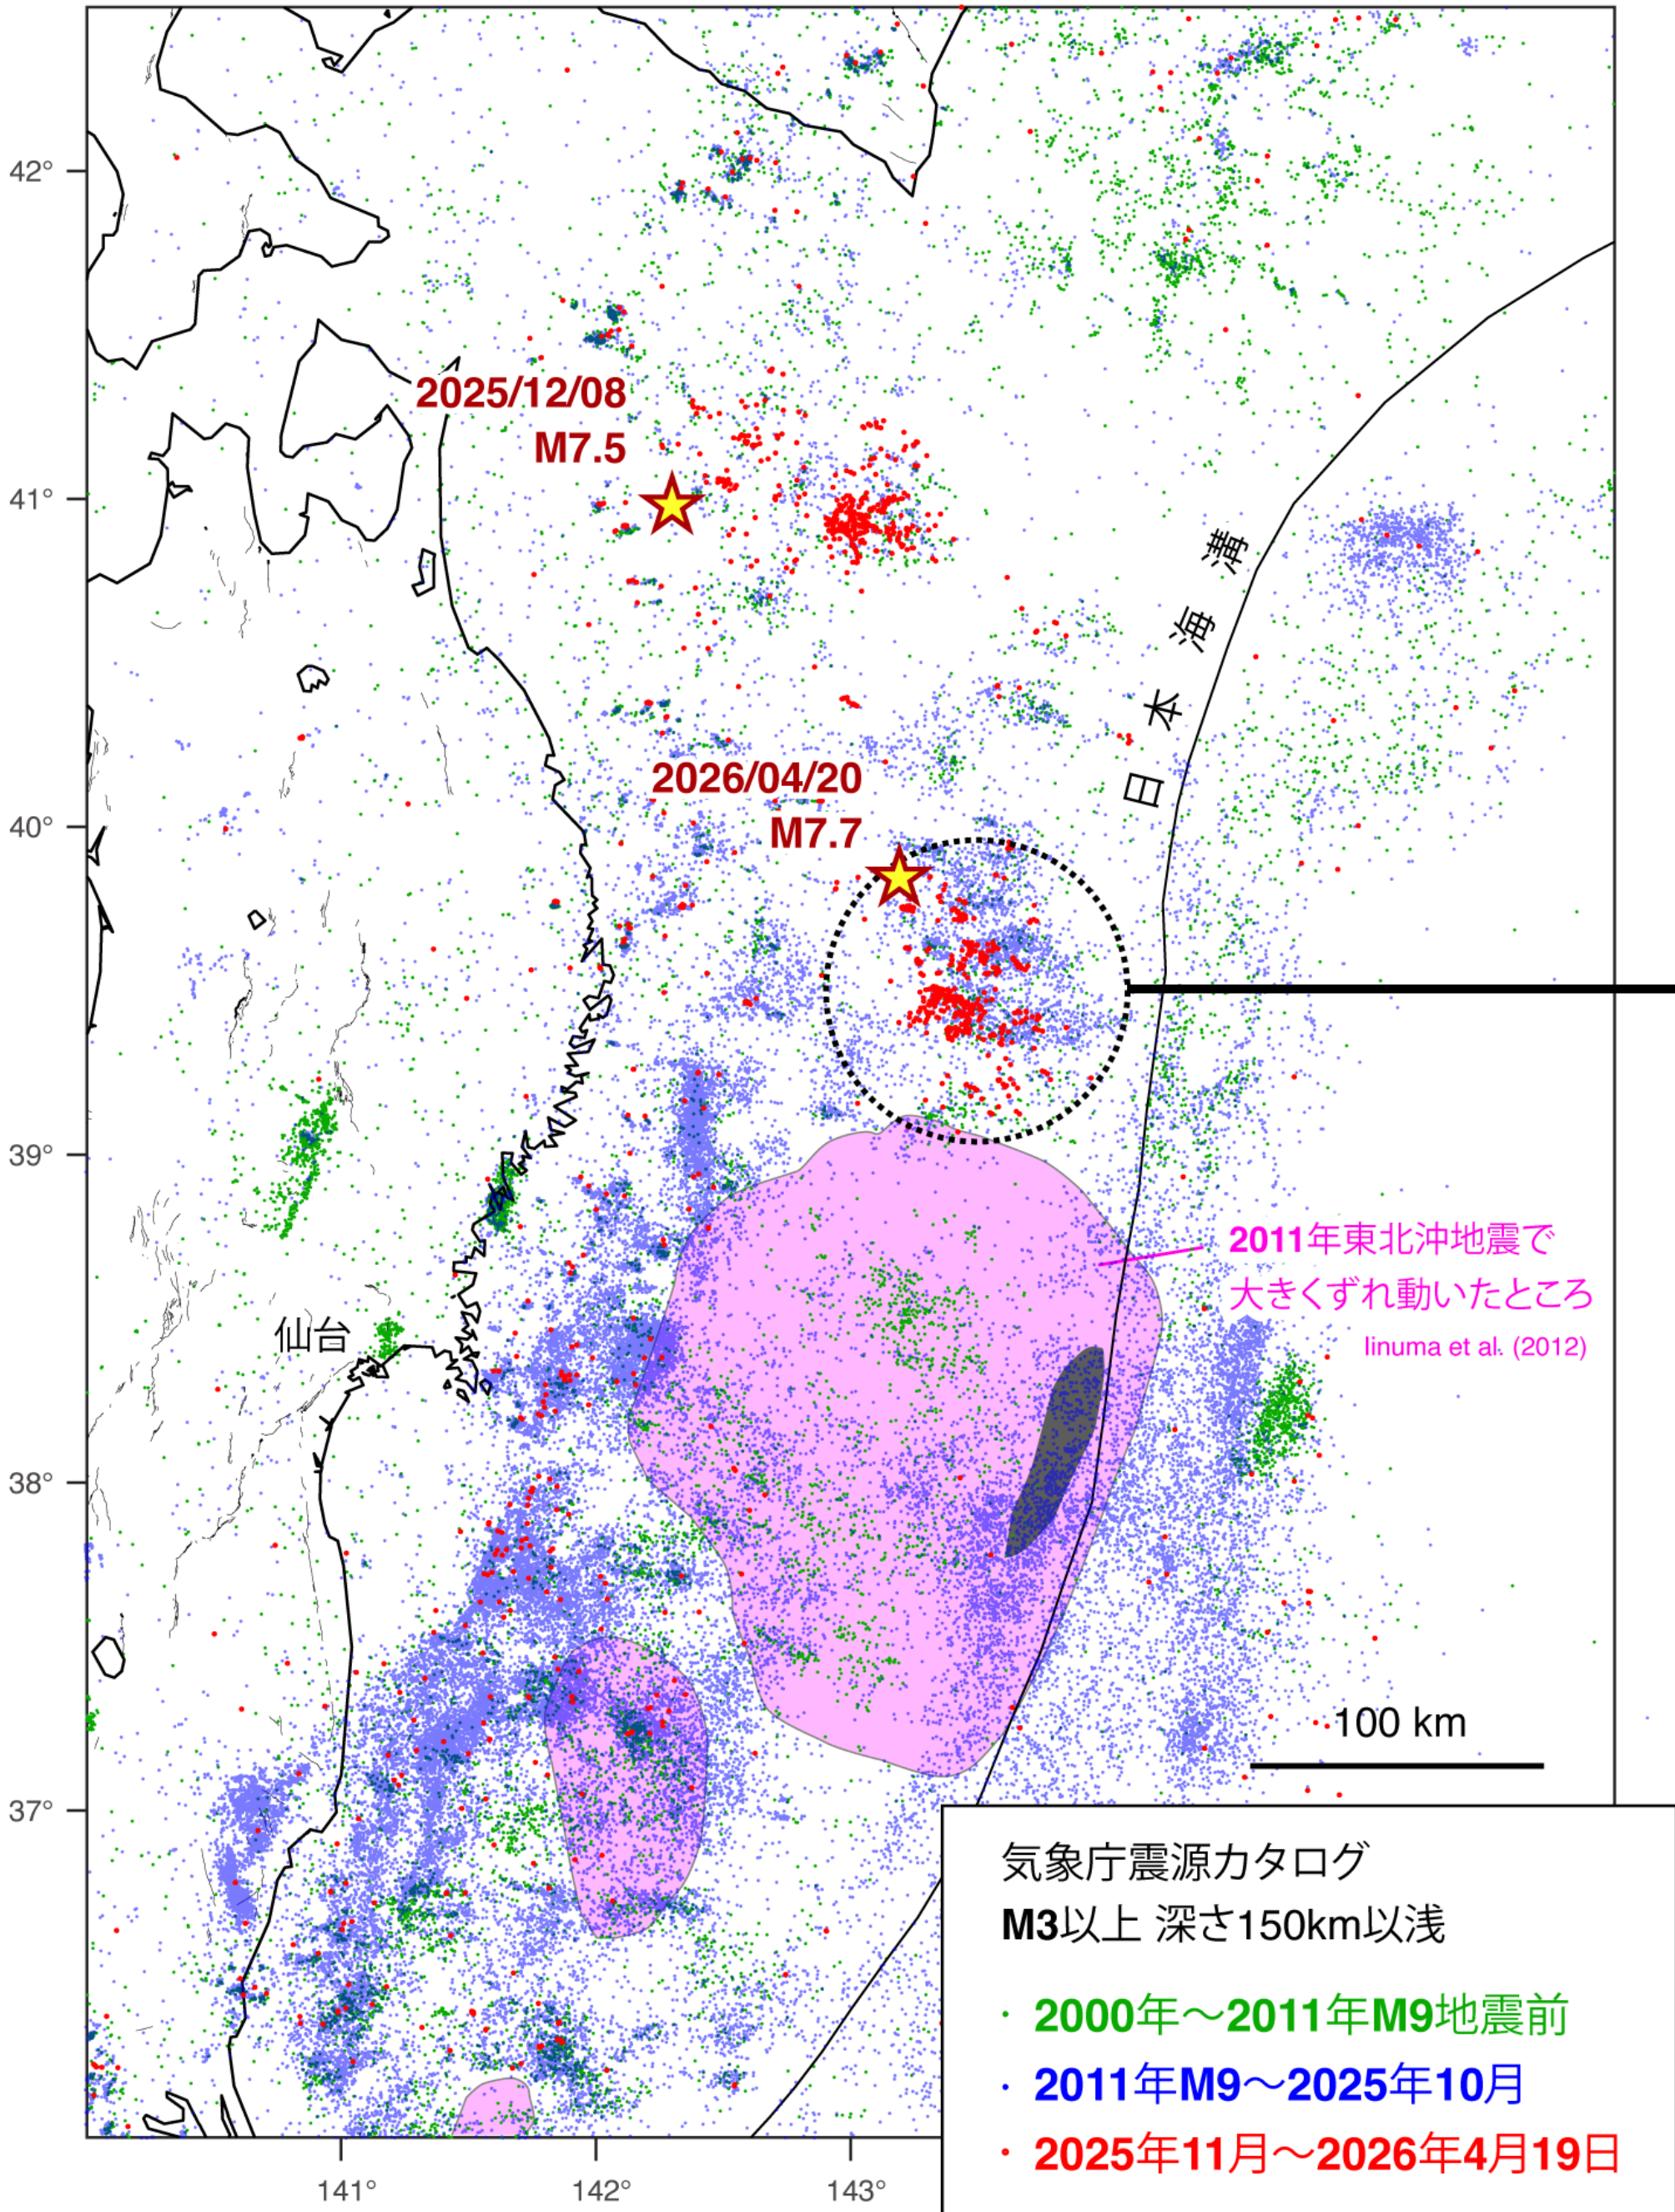 42°
2025/12/08
M7.5
41°
日本海溝
2026/04/20
M7.7
40°
39°
2011年東北沖地震で
大きくずれ動いたところ
Iinuma et al. (2012)
仙台
38°
100 km
37°
気象庁震源カタログ
M3以上 深さ150km以浅
・2000年～2011年M9地震前
・2011年M9～2025年10月
・2025年11月～2026年4月19日
141°
142°
143°